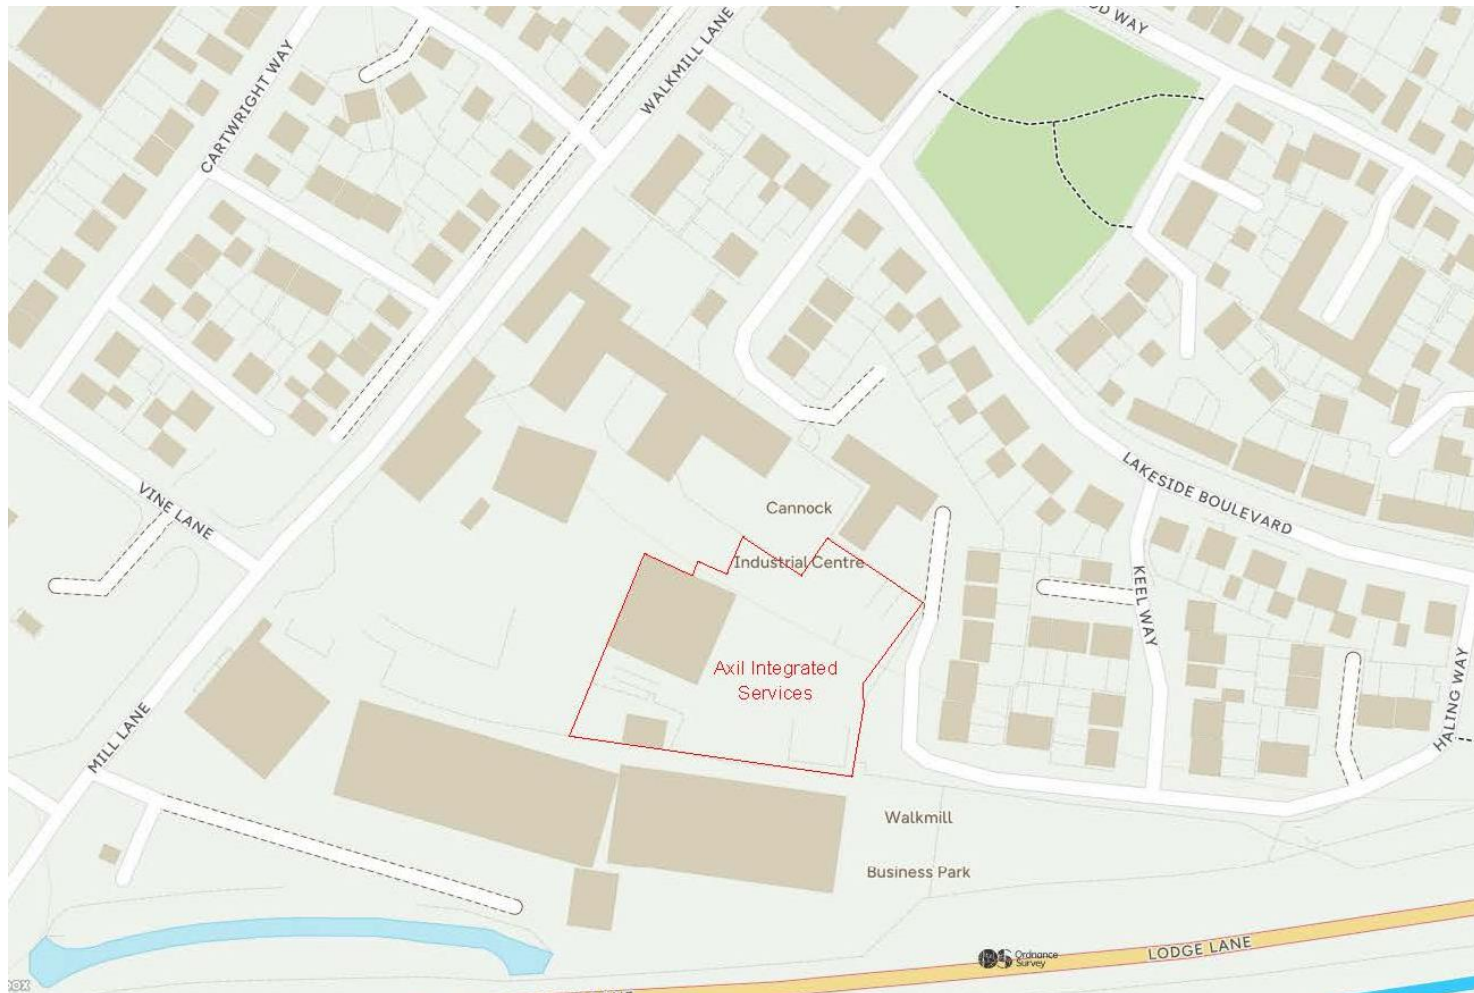 OD WAY
CARTWRIGHT WAY
WALKMILL LANE
LAKESIDE BOULEVARD
VINE LANE
Cannock
Industrial Centre
KEEL WAY
Axil Integrated
Services
HALING WAY
MILL LANE
Walkmill
Business Park
LODGE LANE
Ordnance
Survey